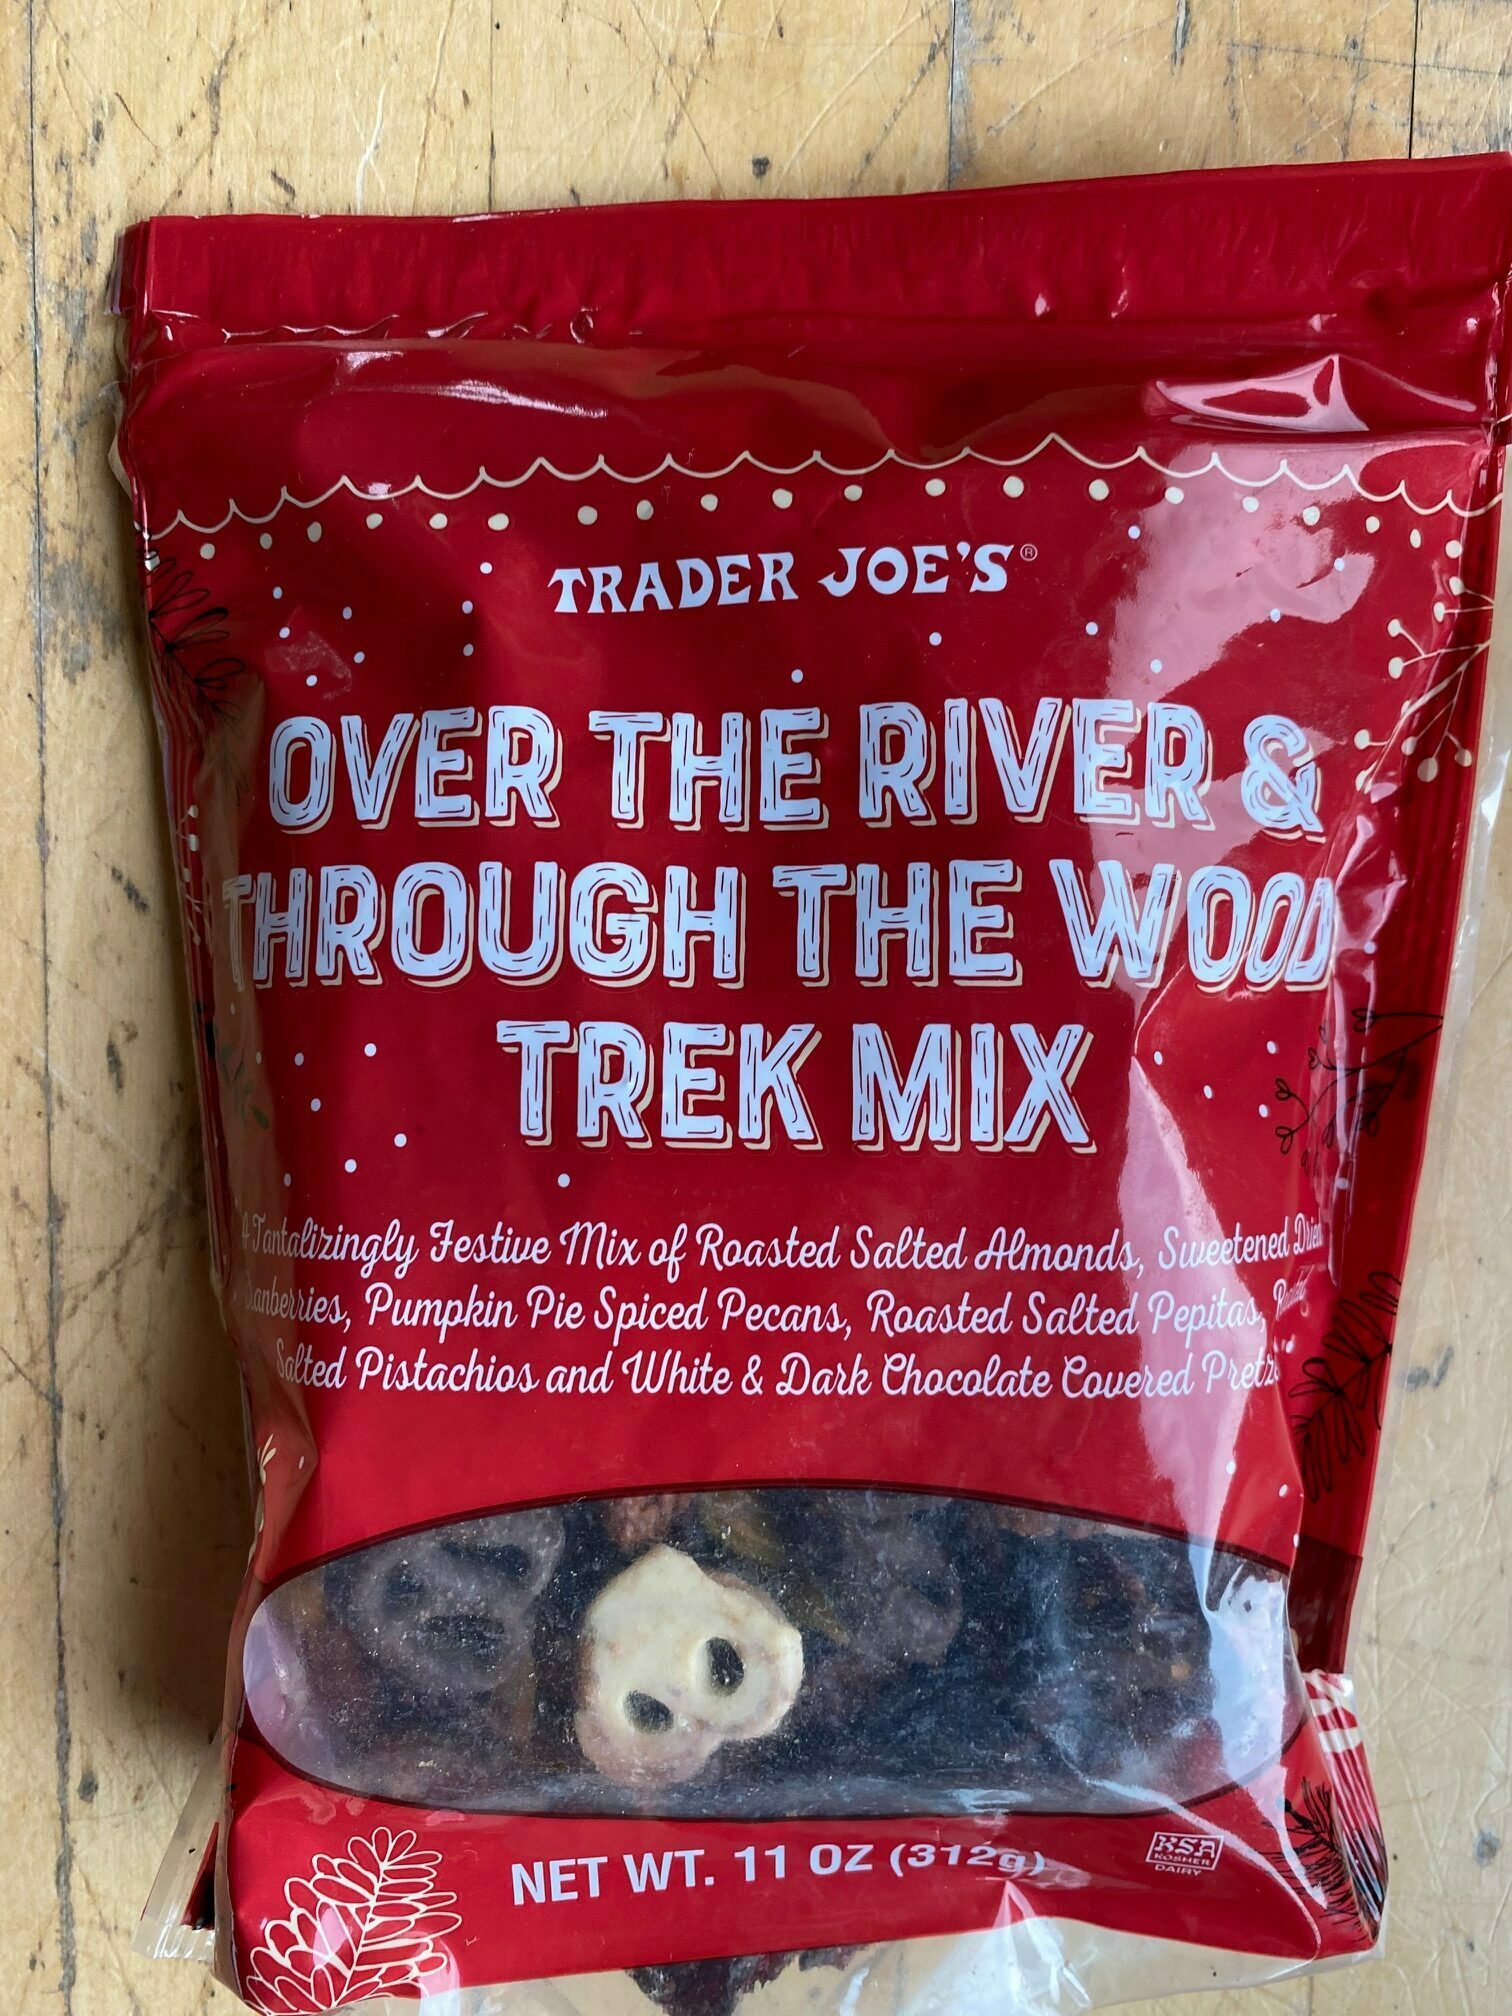 TRADER JOE'S®
OVER THE RIVER &
THROUGH THE WOOD
TREK MIX
A Tantalizingly Festive Mix of Roasted Salted Almonds, Sweetened Dried
Cranberries, Pumpkin Pie Spiced Pecans, Roasted Salted Pepitas,
Salted Pistachios and White & Dark Chocolate Covered
NET WT. 11 OZ (312g)
KSA
KOSHER
DAIRY